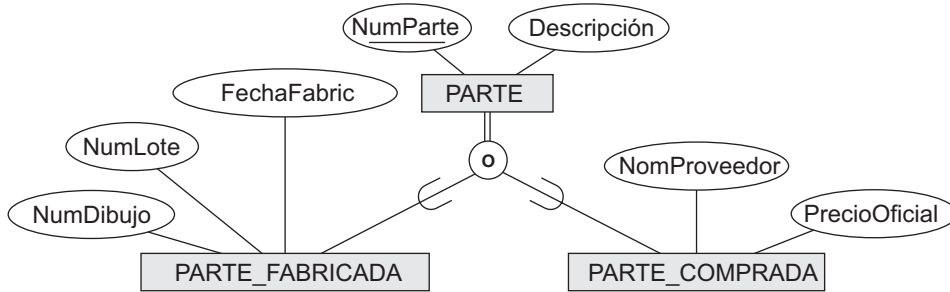 NumParte
Descripción
FechaFabric
PARTE
NumLote
O
NomProveedor
NumDibujo
PrecioOficial
PARTE_FABRICADA
PARTE_COMPRADA